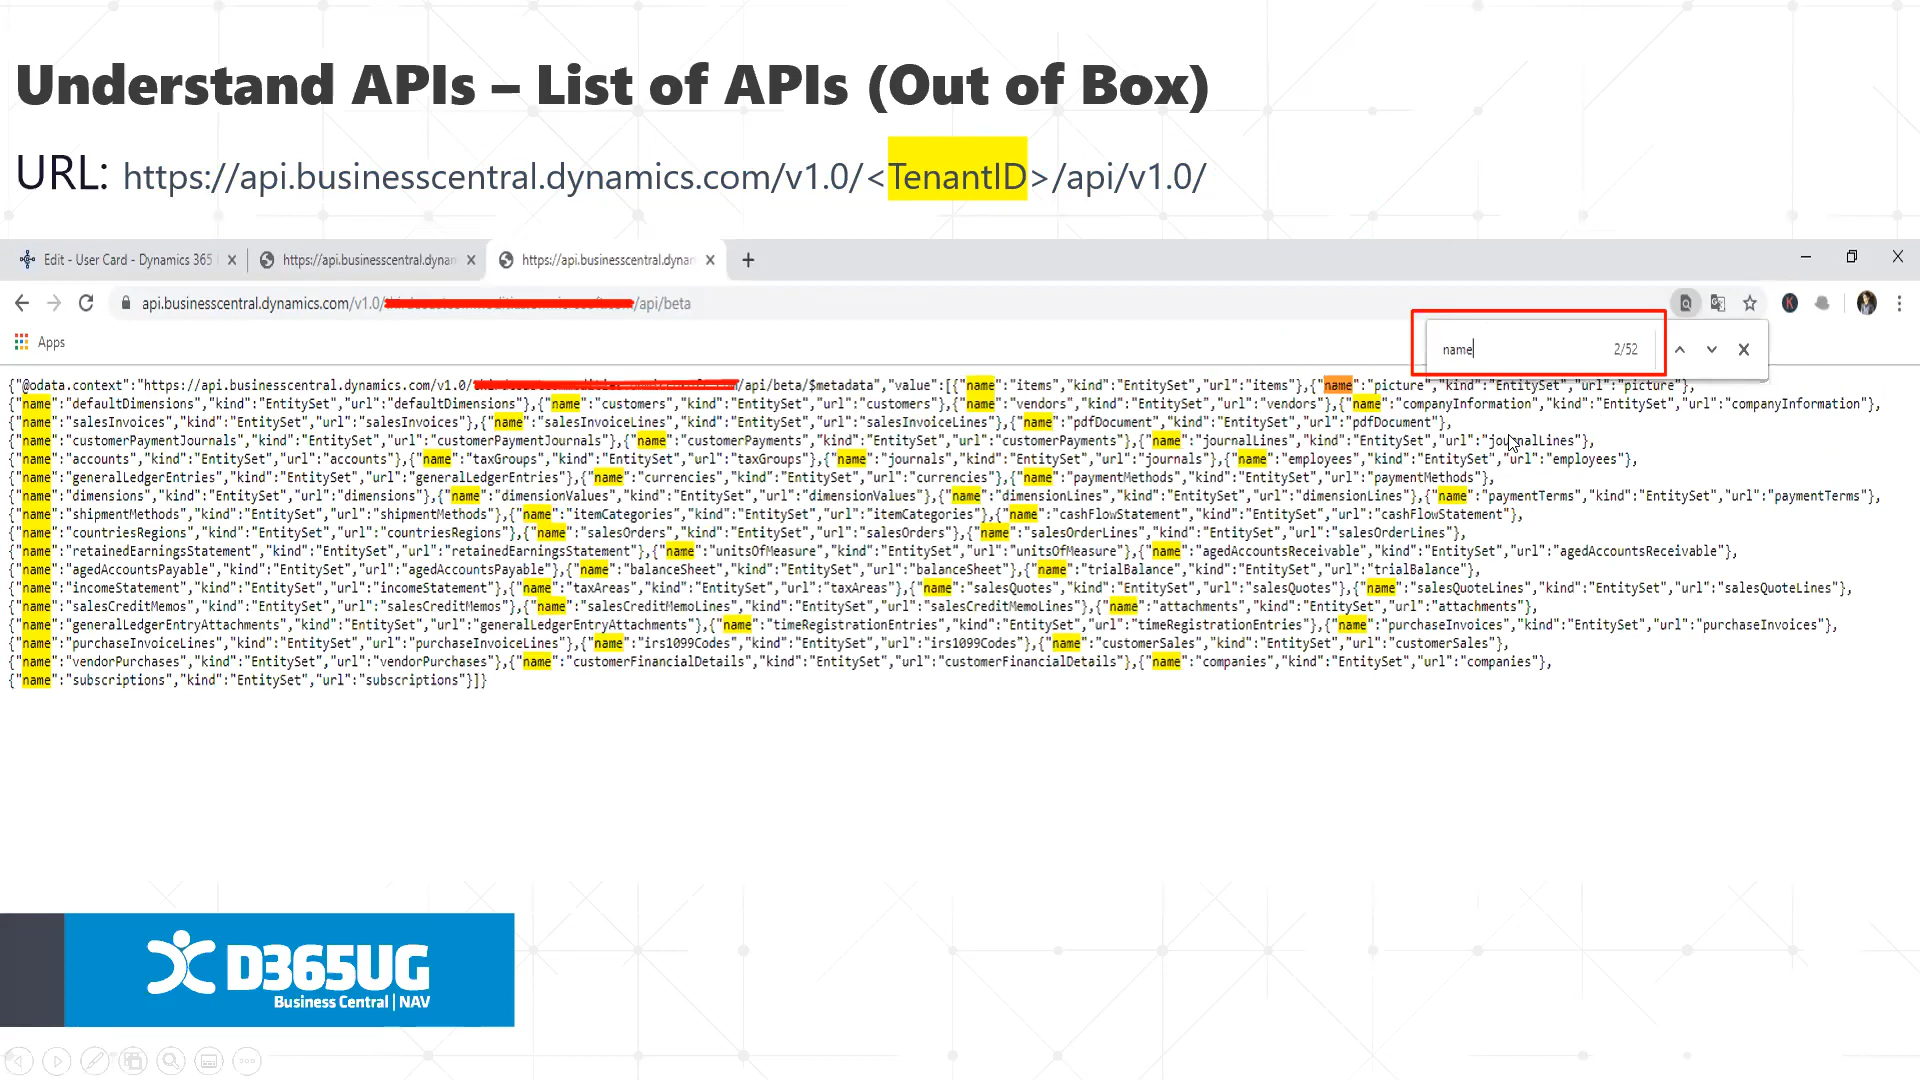 Understand APIs – List of APIs (Out of Box)
URL: https://api.businesscentral.dynamics.com/v1.0/<TenantID>/api/v1.0/
Edit - User Card - Dynamics 365
https://api.businesscentral.dynan
https://api.businesscentral.dynar
api.businesscentral.dynamics.com/v1.0/ /api/beta
Apps
name 2/52
{"@odata.context":"https://api.businesscentral.dynamics.com/v1.0/ /api/beta/$metadata","value":[{"name":"items","kind":"EntitySet","url":"items"},{"name":"picture","kind":"EntitySet","url":"picture"},
{"name":"defaultDimensions","kind":"EntitySet","url":"defaultDimensions"},{"name":"customers","kind":"EntitySet","url":"customers"},{"name":"vendors","kind":"EntitySet","url":"vendors"},{"name":"companyInformation","kind":"EntitySet","url":"companyInformation"},
{"name":"salesInvoices","kind":"EntitySet","url":"salesInvoices"},{"name":"salesInvoiceLines","kind":"EntitySet","url":"salesInvoiceLines"},{"name":"pdfDocument","kind":"EntitySet","url":"pdfDocument"},
{"name":"customerPaymentJournals","kind":"EntitySet","url":"customerPaymentJournals"},{"name":"customerPayments","kind":"EntitySet","url":"customerPayments"},{"name":"journalLines","kind":"EntitySet","url":"journalLines"},
{"name":"accounts","kind":"EntitySet","url":"accounts"},{"name":"taxGroups","kind":"EntitySet","url":"taxGroups"},{"name":"journals","kind":"EntitySet","url":"journals"},{"name":"employees","kind":"EntitySet","url":"employees"},
{"name":"generalLedgerEntries","kind":"EntitySet","url":"generalLedgerEntries"},{"name":"currencies","kind":"EntitySet","url":"currencies"},{"name":"paymentMethods","kind":"EntitySet","url":"paymentMethods"},
{"name":"dimensions","kind":"EntitySet","url":"dimensions"},{"name":"dimensionValues","kind":"EntitySet","url":"dimensionValues"},{"name":"dimensionLines","kind":"EntitySet","url":"dimensionLines"},{"name":"paymentTerms","kind":"EntitySet","url":"paymentTerms"},
{"name":"shipmentMethods","kind":"EntitySet","url":"shipmentMethods"},{"name":"itemCategories","kind":"EntitySet","url":"itemCategories"},{"name":"cashFlowStatement","kind":"EntitySet","url":"cashFlowStatement"},
{"name":"countriesRegions","kind":"EntitySet","url":"countriesRegions"},{"name":"salesOrders","kind":"EntitySet","url":"salesOrders"},{"name":"salesOrderLines","kind":"EntitySet","url":"salesOrderLines"},
{"name":"retainedEarningsStatement","kind":"EntitySet","url":"retainedEarningsStatement"},{"name":"unitsOfMeasure","kind":"EntitySet","url":"unitsOfMeasure"},{"name":"agedAccountsReceivable","kind":"EntitySet","url":"agedAccountsReceivable"},
{"name":"agedAccountsPayable","kind":"EntitySet","url":"agedAccountsPayable"},{"name":"balanceSheet","kind":"EntitySet","url":"balanceSheet"},{"name":"trialBalance","kind":"EntitySet","url":"trialBalance"},
{"name":"incomeStatement","kind":"EntitySet","url":"incomeStatement"},{"name":"taxAreas","kind":"EntitySet","url":"taxAreas"},{"name":"salesQuotes","kind":"EntitySet","url":"salesQuotes"},{"name":"salesQuoteLines","kind":"EntitySet","url":"salesQuoteLines"},
{"name":"salesCreditMemos","kind":"EntitySet","url":"salesCreditMemos"},{"name":"salesCreditMemoLines","kind":"EntitySet","url":"salesCreditMemoLines"},{"name":"attachments","kind":"EntitySet","url":"attachments"},
{"name":"generalLedgerEntryAttachments","kind":"EntitySet","url":"generalLedgerEntryAttachments"},{"name":"timeRegistrationEntries","kind":"EntitySet","url":"timeRegistrationEntries"},{"name":"purchaseInvoices","kind":"EntitySet","url":"purchaseInvoices"},
{"name":"purchaseInvoiceLines","kind":"EntitySet","url":"purchaseInvoiceLines"},{"name":"irs1099Codes","kind":"EntitySet","url":"irs1099Codes"},{"name":"customerSales","kind":"EntitySet","url":"customerSales"},
{"name":"vendorPurchases","kind":"EntitySet","url":"vendorPurchases"},{"name":"customerFinancialDetails","kind":"EntitySet","url":"customerFinancialDetails"},{"name":"companies","kind":"EntitySet","url":"companies"},
{"name":"subscriptions","kind":"EntitySet","url":"subscriptions"}]}
D365UG
Business Central | NAV